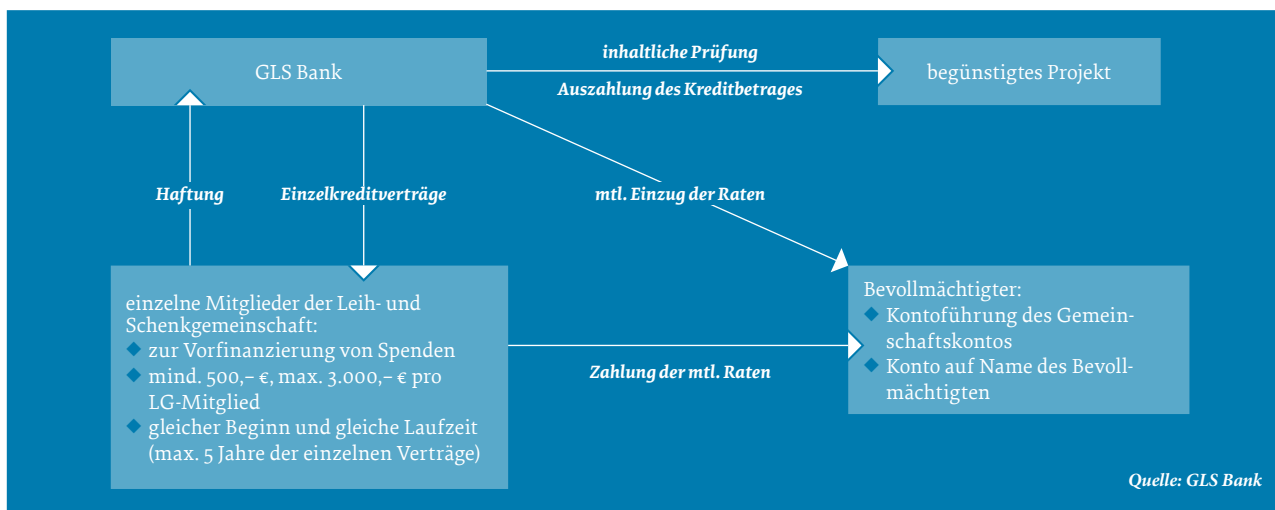 GLS Bank
inhaltliche Prüfung
Auszahlung des Kreditbetrages
begünstigtes Projekt
Haftung
Einzelkreditverträge
mtl. Einzug der Raten
einzelne Mitglieder der Leih- und
Schenkgemeinschaft:
◆ zur Vorfinanzierung von Spenden
◆ mind. 500,– €, max. 3.000,– € pro
LG-Mitglied
◆ gleicher Beginn und gleiche Laufzeit
(max. 5 Jahre der einzelnen Verträge)
Zahlung der mtl. Raten
Bevollmächtigter:
◆ Kontoführung des Gemein-
schaftskontos
◆ Konto auf Name des Bevoll-
mächtigten
Quelle: GLS Bank